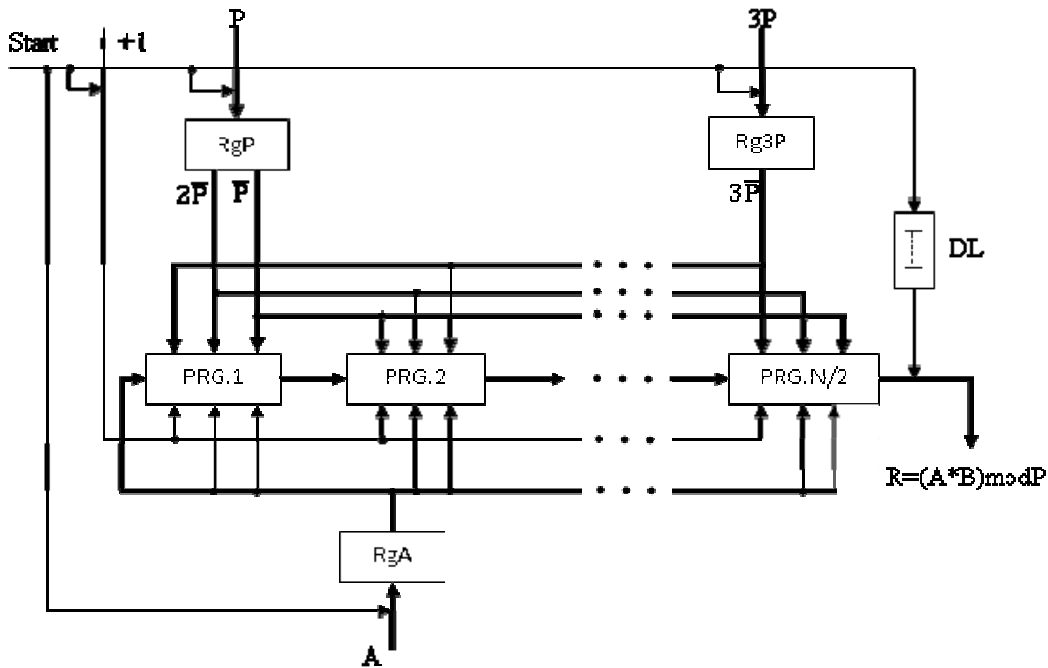 P
3P
Start
+1
RgP
Rg3P
2P̅
P̅
3P̅
DL
PRG.1
PRG.2
PRG.N/2
R=(A*B)modP
RgA
A